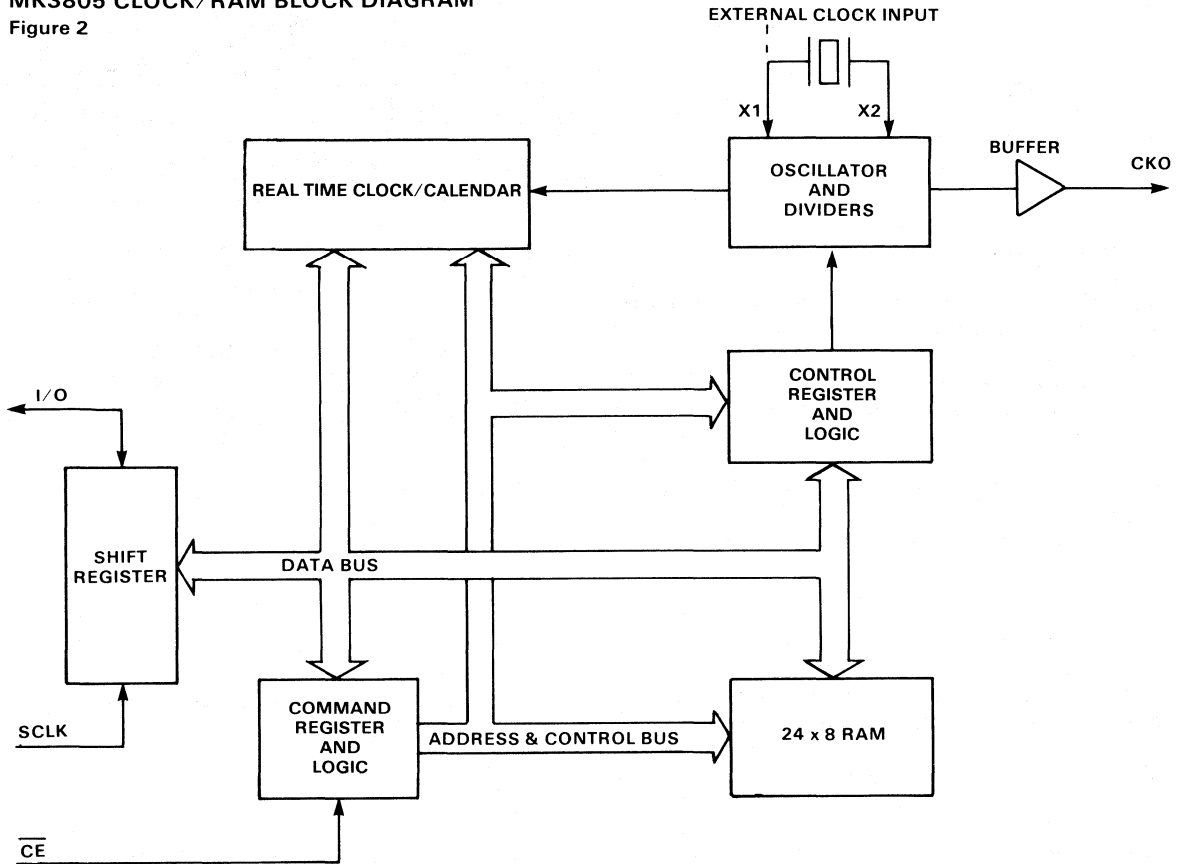 MK3805 CLOCK/RAM BLOCK DIAGRAM
Figure 2
EXTERNAL CLOCK INPUT
X1
X2
REAL TIME CLOCK/CALENDAR
OSCILLATOR
AND
DIVIDERS
BUFFER
CKO
CONTROL
REGISTER
AND
LOGIC
I/O
SHIFT
REGISTER
DATA BUS
SCLK
COMMAND
REGISTER
AND
LOGIC
ADDRESS & CONTROL BUS
24 x 8 RAM
C̅E̅